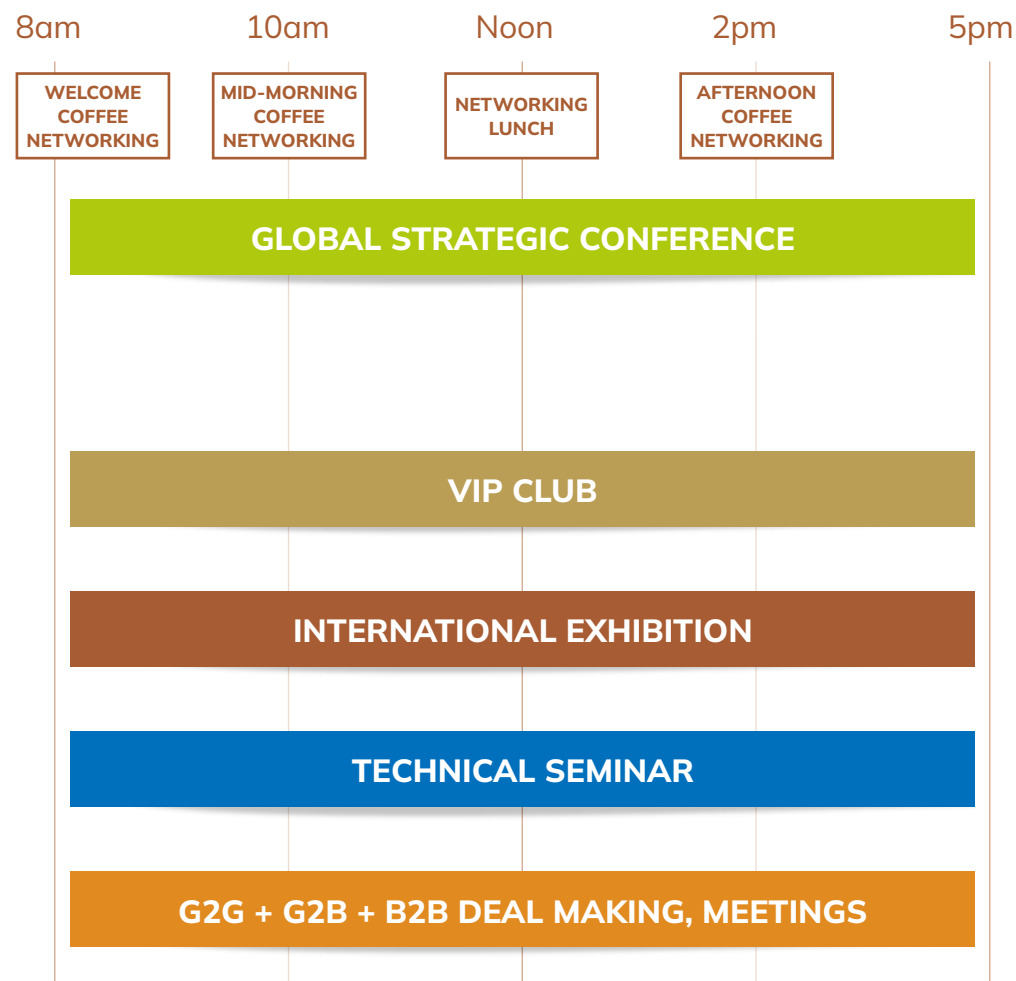 8am 10am Noon 2pm 5pm
WELCOME
COFFEE
NETWORKING
MID-MORNING
COFFEE
NETWORKING
NETWORKING
LUNCH
AFTERNOON
COFFEE
NETWORKING
GLOBAL STRATEGIC CONFERENCE
VIP CLUB
INTERNATIONAL EXHIBITION
TECHNICAL SEMINAR
G2G + G2B + B2B DEAL MAKING, MEETINGS